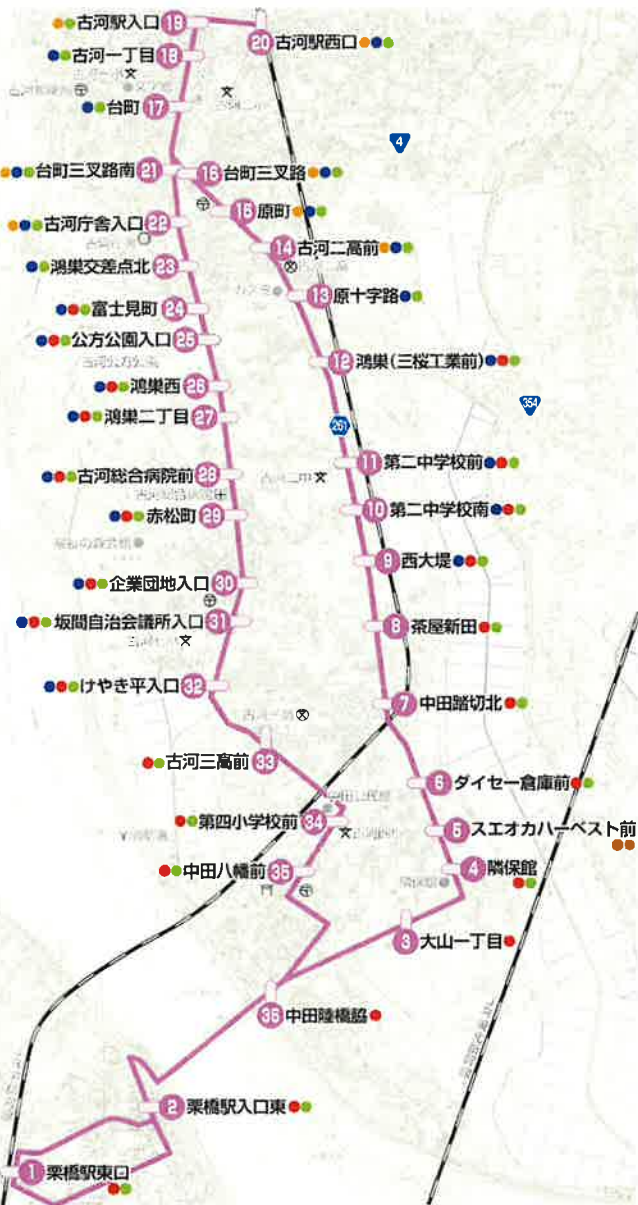 19 古河駅入口
20 古河駅西口
18 古河一丁目
17 台町
4
21 台町三叉路南
16 台町三叉路
15 原町
22 古河庁舎入口
14 古河二高前
23 鴻巣交差点北
13 原十字路
24 富士見町
25 公方公園入口
12 鴻巣(三桜工業前)
26 鴻巣西
354
27 鴻巣二丁目
261
11 第二中学校前
28 古河総合病院前
10 第二中学校南
29 赤松町
9 西大堤
30 企業団地入口
31 坂間自治会議所入口
8 茶屋新田
32 けやき平入口
7 中田踏切北
33 古河三高前
6 ダイセー倉庫前
34 第四小学校前
5 スエオカハーベスト前
35 中田八幡前
4 隣保館
3 大山一丁目
36 中田陸橋脇
2 栗橋駅入口東
1 栗橋駅東口